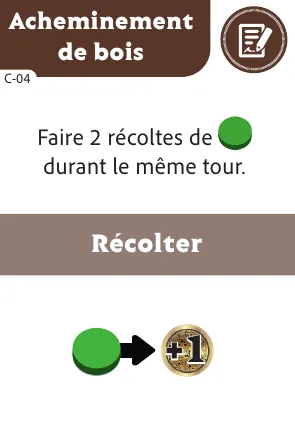 Acheminement
de bois
C-04
Faire 2 récoltes de
durant le même tour.
Récolter
+1